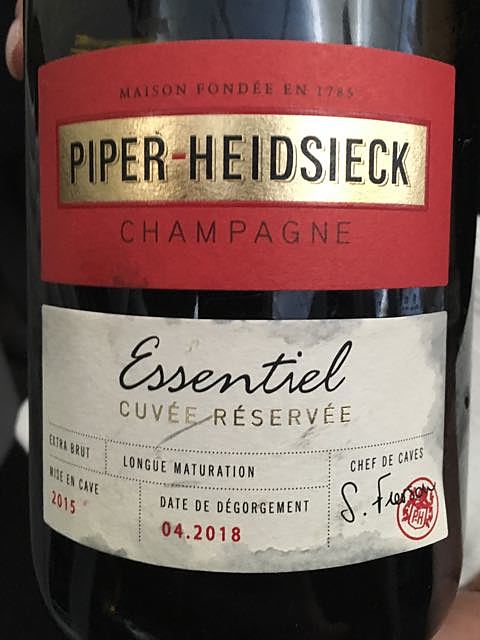 MAISON FONDÉE EN 1785
PIPER-HEIDSIECK
CHAMPAGNE
Essentiel
CUVÉE RÉSERVÉE
EXTRA BRUT
LONGUE MATURATION
CHEF DE CAVES
MISE EN CAVE
2015
DATE DE DÉGORGEMENT
04.2018
PH